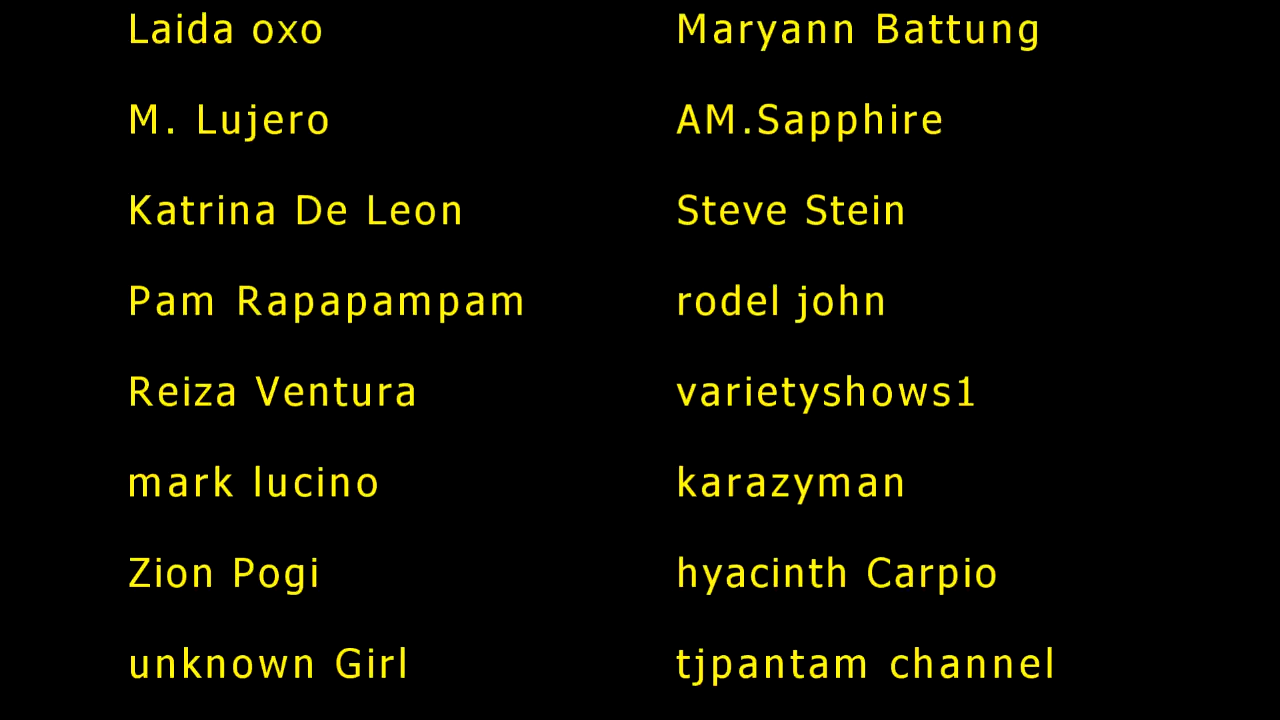 Laida oxo Maryann Battung
M. Lujero AM.Sapphire
Katrina De Leon Steve Stein
Pam Rapapampam rodel john
Reiza Ventura varietyshows1
mark lucino karazyman
Zion Pogi hyacinth Carpio
unknown Girl tjpantam channel